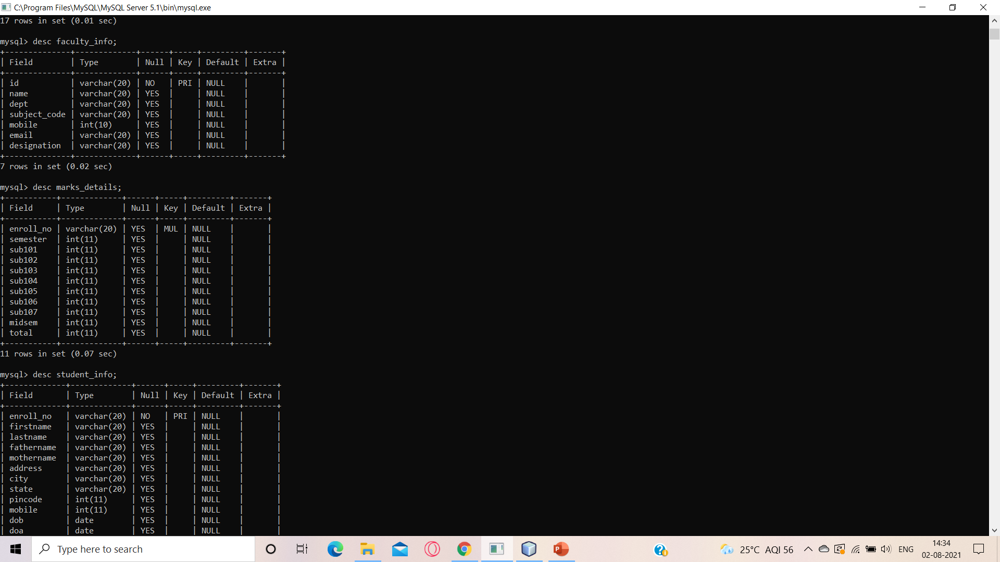 C:\Program Files\MySQL\MySQL Server 5.1\bin\mysql.exe
17 rows in set (0.01 sec)
mysql> desc faculty_info;
+--------------+-------------+------+-----+---------+-------+
| Field        | Type        | Null | Key | Default | Extra |
+--------------+-------------+------+-----+---------+-------+
| id           | varchar(20) | NO   | PRI | NULL    |       |
| name         | varchar(20) | YES  |     | NULL    |       |
| dept         | varchar(20) | YES  |     | NULL    |       |
| subject_code | varchar(20) | YES  |     | NULL    |       |
| mobile       | int(10)     | YES  |     | NULL    |       |
| email        | varchar(20) | YES  |     | NULL    |       |
| designation  | varchar(20) | YES  |     | NULL    |       |
+--------------+-------------+------+-----+---------+-------+
7 rows in set (0.02 sec)
mysql> desc marks_details;
+-----------+-------------+------+-----+---------+-------+
| Field     | Type        | Null | Key | Default | Extra |
+-----------+-------------+------+-----+---------+-------+
| enroll_no | varchar(20) | YES  | MUL | NULL    |       |
| semester  | int(11)     | YES  |     | NULL    |       |
| sub101    | int(11)     | YES  |     | NULL    |       |
| sub102    | int(11)     | YES  |     | NULL    |       |
| sub103    | int(11)     | YES  |     | NULL    |       |
| sub104    | int(11)     | YES  |     | NULL    |       |
| sub105    | int(11)     | YES  |     | NULL    |       |
| sub106    | int(11)     | YES  |     | NULL    |       |
| sub107    | int(11)     | YES  |     | NULL    |       |
| midsem    | int(11)     | YES  |     | NULL    |       |
| total     | int(11)     | YES  |     | NULL    |       |
+-----------+-------------+------+-----+---------+-------+
11 rows in set (0.07 sec)
mysql> desc student_info;
+-------------+-------------+------+-----+---------+-------+
| Field       | Type        | Null | Key | Default | Extra |
+-------------+-------------+------+-----+---------+-------+
| enroll_no   | varchar(20) | NO   | PRI | NULL    |       |
| firstname   | varchar(20) | YES  |     | NULL    |       |
| lastname    | varchar(20) | YES  |     | NULL    |       |
| fathername  | varchar(20) | YES  |     | NULL    |       |
| mothername  | varchar(20) | YES  |     | NULL    |       |
| address     | varchar(20) | YES  |     | NULL    |       |
| city        | varchar(20) | YES  |     | NULL    |       |
| state       | varchar(20) | YES  |     | NULL    |       |
| pincode     | int(11)     | YES  |     | NULL    |       |
| mobile      | int(11)     | YES  |     | NULL    |       |
| dob         | date        | YES  |     | NULL    |       |
| doa         | date        | YES  |     | NULL    |       |
Type here to search
25°C AQI 56
ENG
14:34
02-08-2021